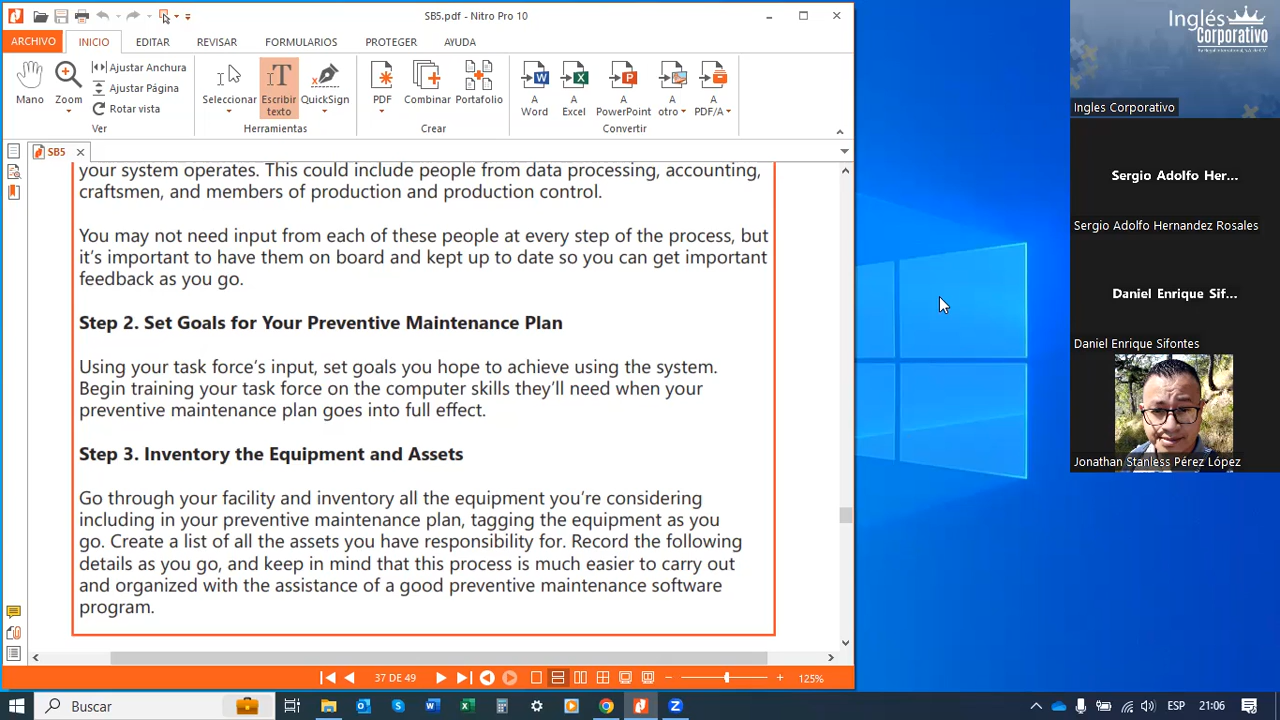 SB5.pdf - Nitro Pro 10
ARCHIVO
INICIO
EDITAR
REVISAR
FORMULARIOS
PROTEGER
AYUDA
Mano
Zoom
Ajustar Anchura
Ajustar Página
Rotar vista
Ver
Seleccionar
Escribir texto
QuickSign
Herramientas
PDF
Combinar
Portafolio
Crear
A Word
A Excel
A PowerPoint
A otro
A PDF/A
Convertir
SB5
your system operates. This could include people from data processing, accounting,
craftsmen, and members of production and production control.
You may not need input from each of these people at every step of the process, but
it's important to have them on board and kept up to date so you can get important
feedback as you go.
Step 2. Set Goals for Your Preventive Maintenance Plan
Using your task force's input, set goals you hope to achieve using the system.
Begin training your task force on the computer skills they'll need when your
preventive maintenance plan goes into full effect.
Step 3. Inventory the Equipment and Assets
Go through your facility and inventory all the equipment you're considering
including in your preventive maintenance plan, tagging the equipment as you
go. Create a list of all the assets you have responsibility for. Record the following
details as you go, and keep in mind that this process is much easier to carry out
and organized with the assistance of a good preventive maintenance software
program.
37 DE 49
125%
Buscar
ESP
21:06
Inglés
Corporativo
Ingles Corporativo
Sergio Adolfo Her...
Sergio Adolfo Hernandez Rosales
Daniel Enrique Sif...
Daniel Enrique Sifontes
Jonathan Stanless Pérez López